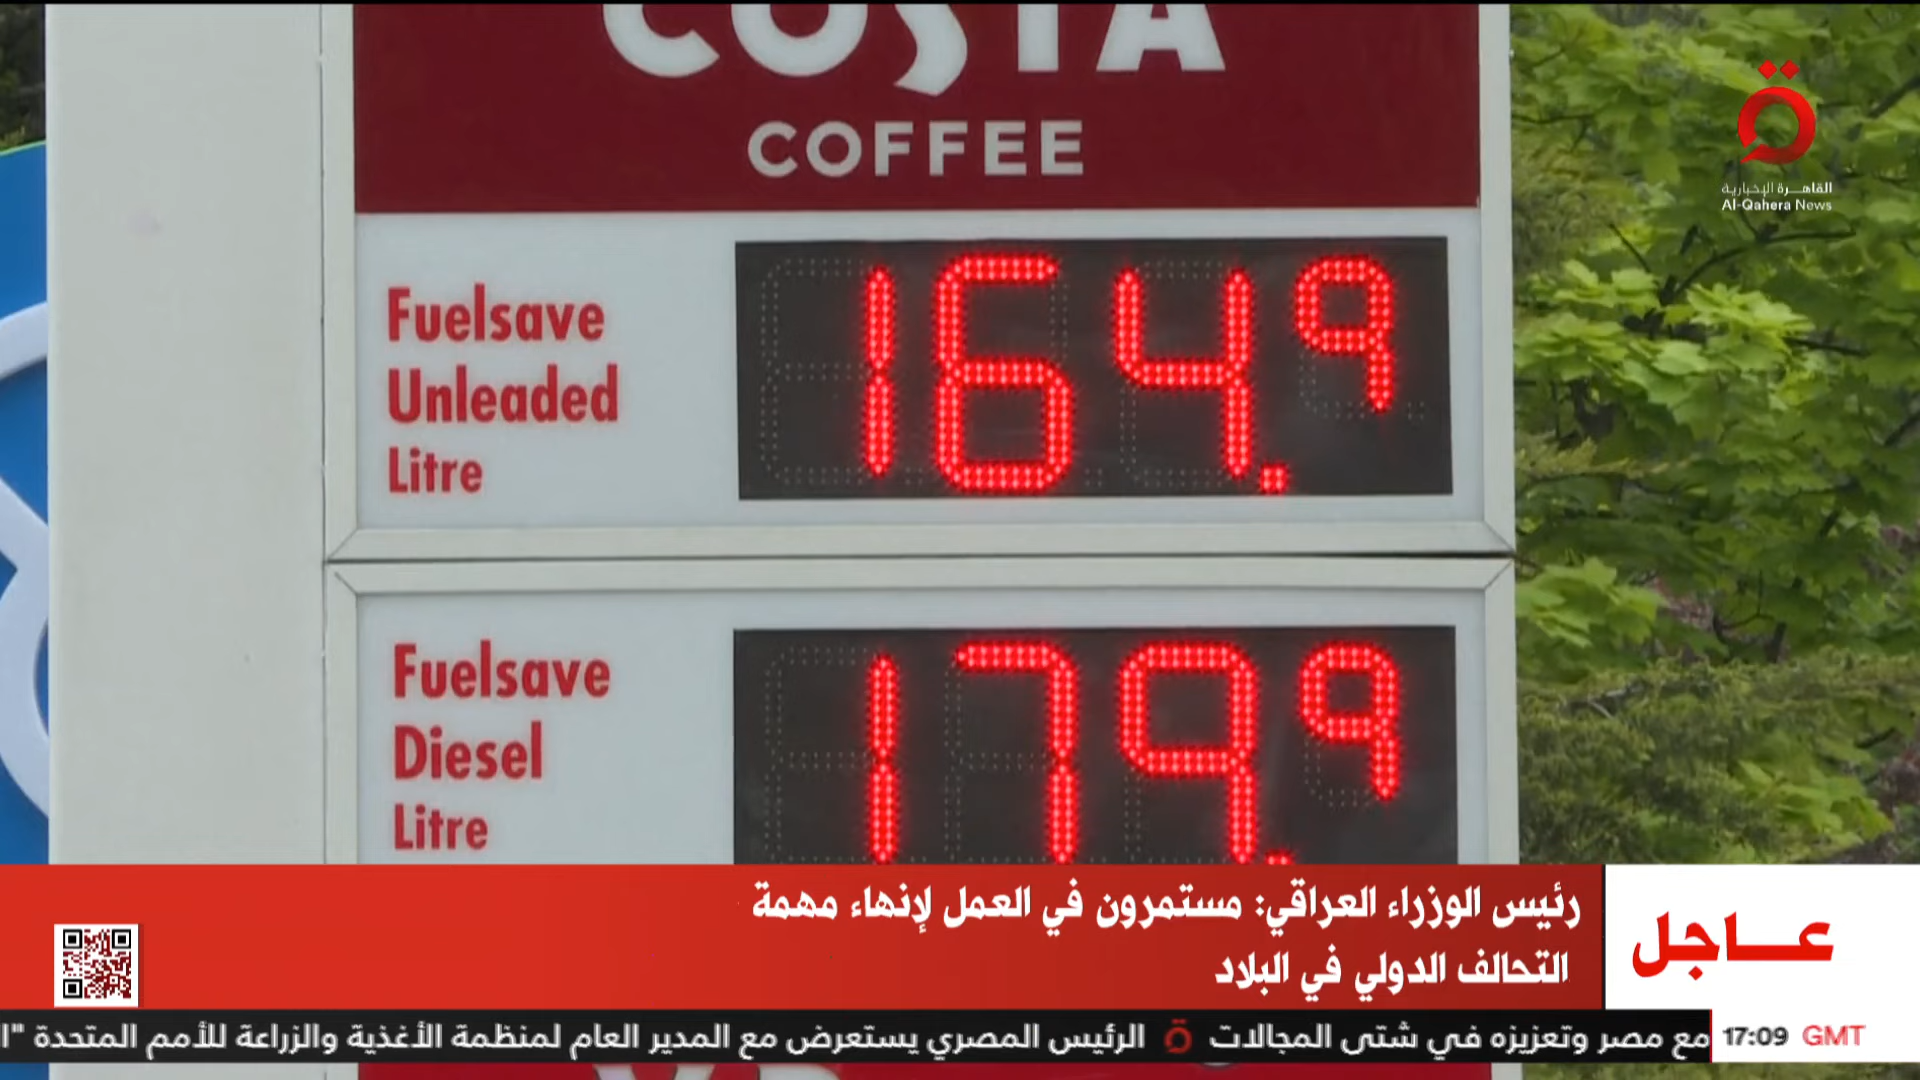 COSTA
COFFEE
القاهرة الإخبارية
Al-Qahera News
Fuelsave
Unleaded
Litre
164.9
Fuelsave
Diesel
Litre
179.9
عاجل
رئيس الوزراء العراقي: مستمرون في العمل لإنهاء مهمة
التحالف الدولي في البلاد
17:09 GMT
مع مصر وتعزيزه في شتى المجالات
الرئيس المصري يستعرض مع المدير العام لمنظمة الأغذية والزراعة للأمم المتحدة "ا